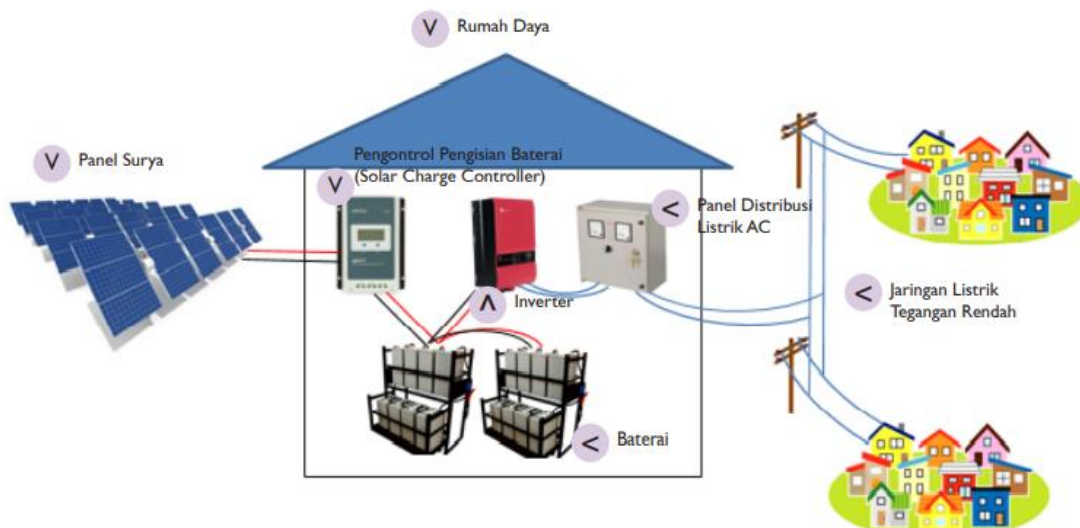 Rumah Daya
Panel Surya
Pengontrol Pengisian Baterai
(Solar Charge Controller)
Panel Distribusi
Listrik AC
Inverter
Jaringan Listrik
Tegangan Rendah
Baterai